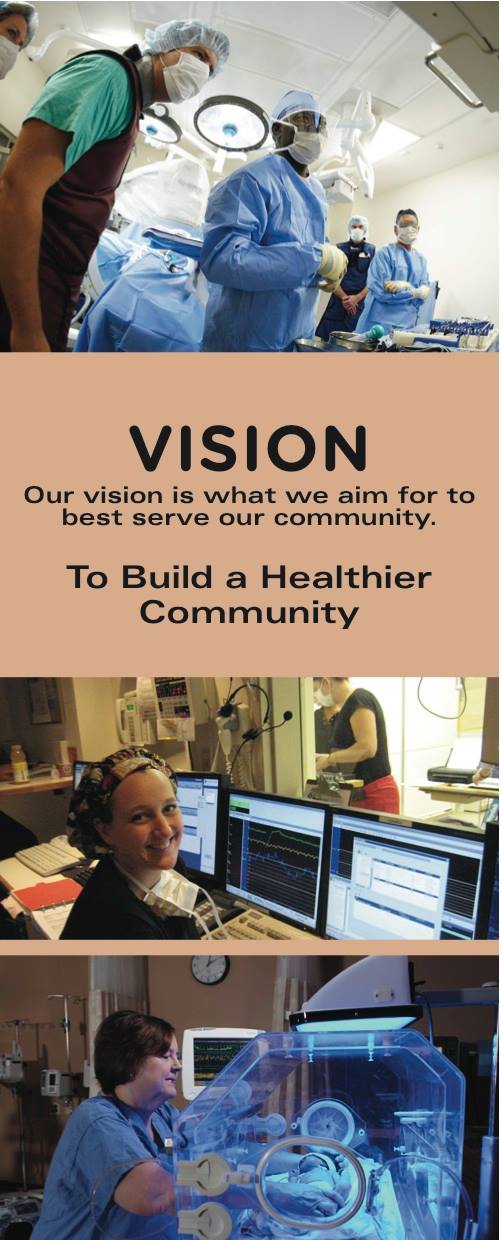 VISION
Our vision is what we aim for to
best serve our community.
To Build a Healthier
Community